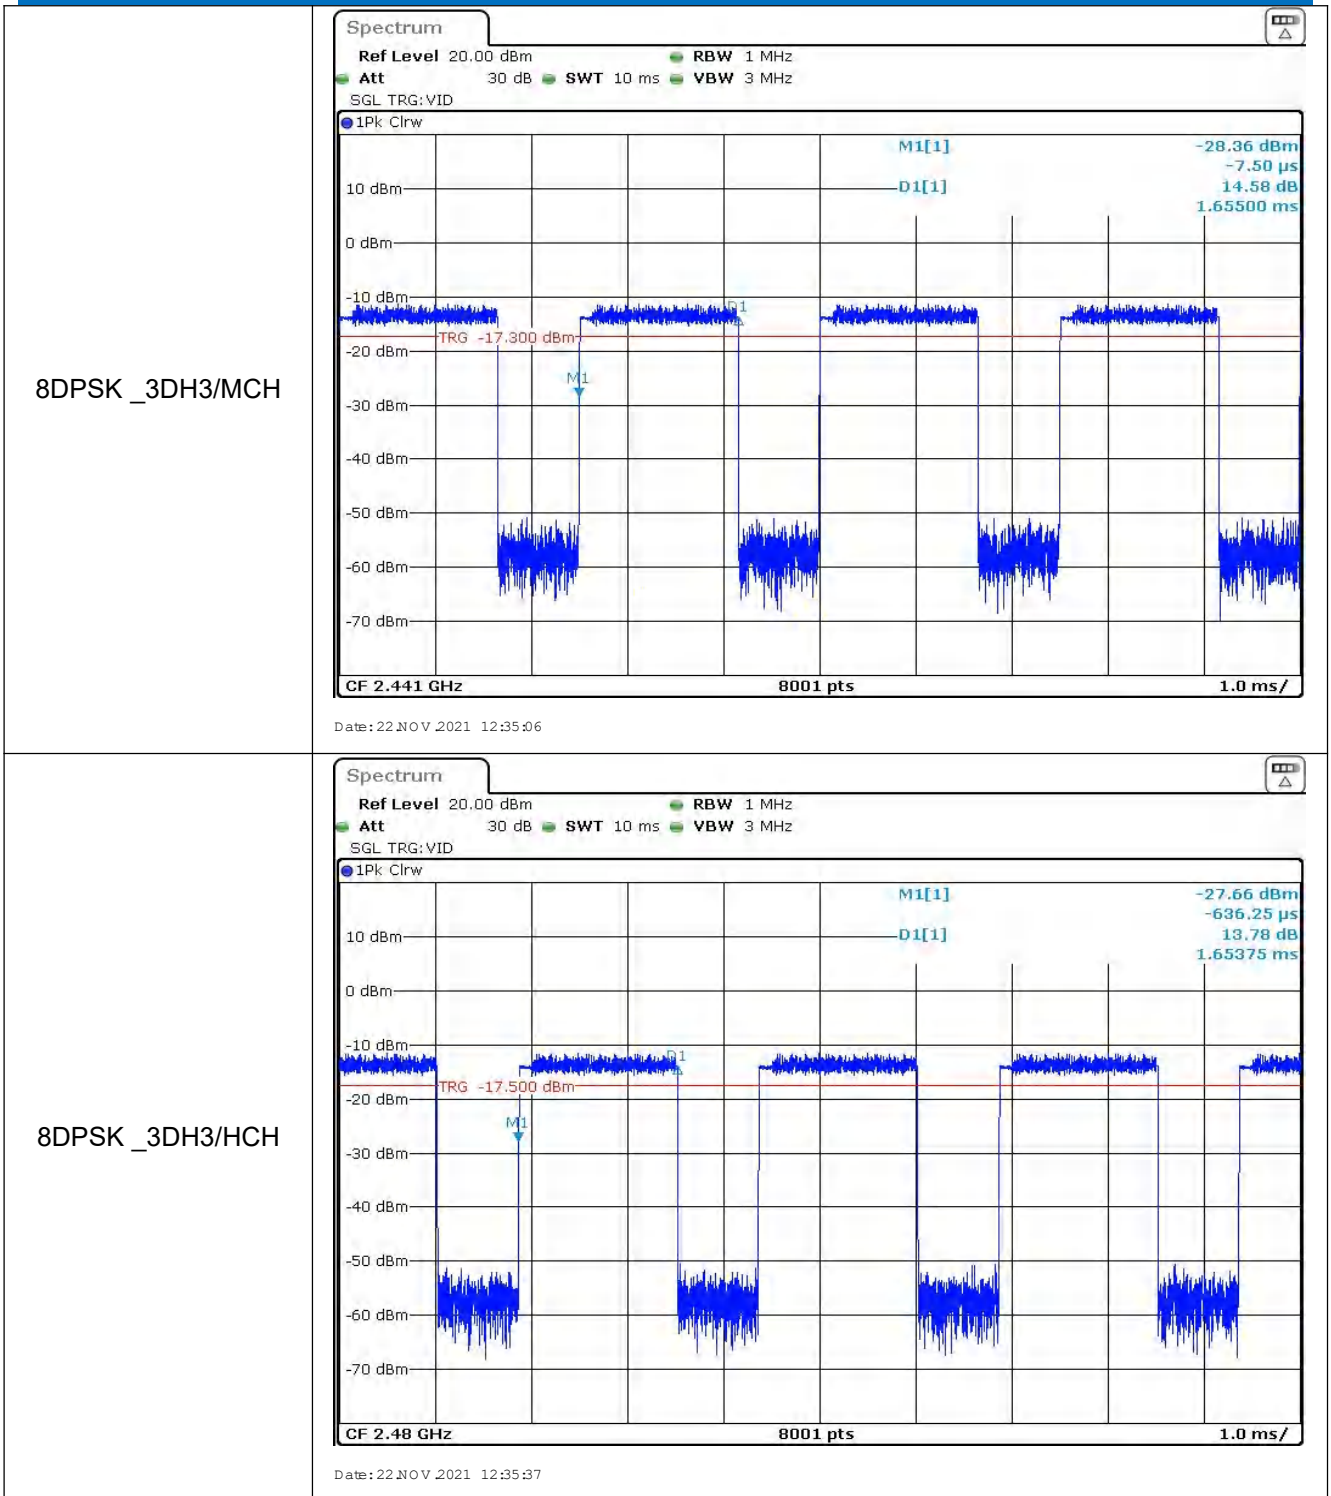 8DPSK _3DH3/MCH
Spectrum
Ref Level 20.00 dBm RBW 1 MHz
Att 30 dB SWT 10 ms VBW 3 MHz
SGL TRG:VID
1Pk Clrw
M1[1] -28.36 dBm
-7.50 µs
10 dBm D1[1] 14.58 dB
1.65500 ms
0 dBm
-10 dBm
D1
TRG -17.300 dBm
-20 dBm
M1
-30 dBm
-40 dBm
-50 dBm
-60 dBm
-70 dBm
CF 2.441 GHz 8001 pts 1.0 ms/
Date: 22.NOV.2021 12:35:06
8DPSK _3DH3/HCH
Spectrum
Ref Level 20.00 dBm RBW 1 MHz
Att 30 dB SWT 10 ms VBW 3 MHz
SGL TRG:VID
1Pk Clrw
M1[1] -27.66 dBm
-636.25 µs
10 dBm D1[1] 13.78 dB
1.65375 ms
0 dBm
-10 dBm
D1
TRG -17.500 dBm
-20 dBm
M1
-30 dBm
-40 dBm
-50 dBm
-60 dBm
-70 dBm
CF 2.48 GHz 8001 pts 1.0 ms/
Date: 22.NOV.2021 12:35:37